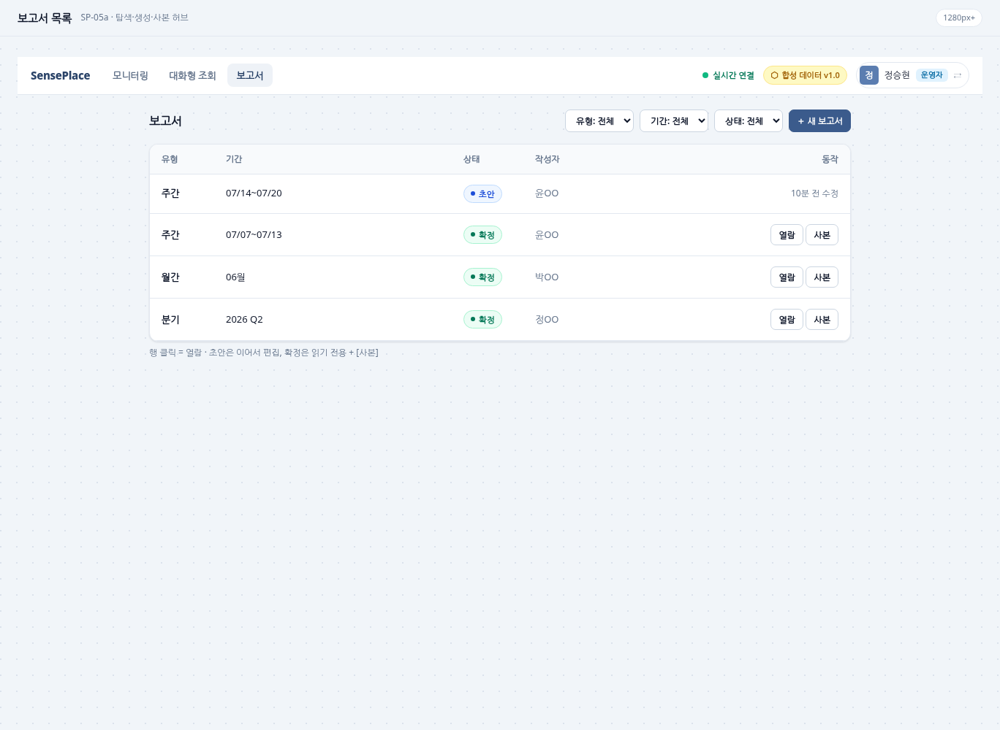 보고서 목록 SP-05a · 탐색·생성·사본 허브 1280px+
SensePlace 모니터링 대화형 조회 보고서 실시간 연결 합성 데이터 v1.0 정 정승현 운영자
보고서 유형: 전체 기간: 전체 상태: 전체 + 새 보고서
유형 기간 상태 작성자 동작
주간 07/14~07/20 초안 윤OO 10분 전 수정
주간 07/07~07/13 확정 윤OO 열람 사본
월간 06월 확정 박OO 열람 사본
분기 2026 Q2 확정 정OO 열람 사본
행 클릭 = 열람 · 초안은 이어서 편집, 확정은 읽기 전용 + [사본]